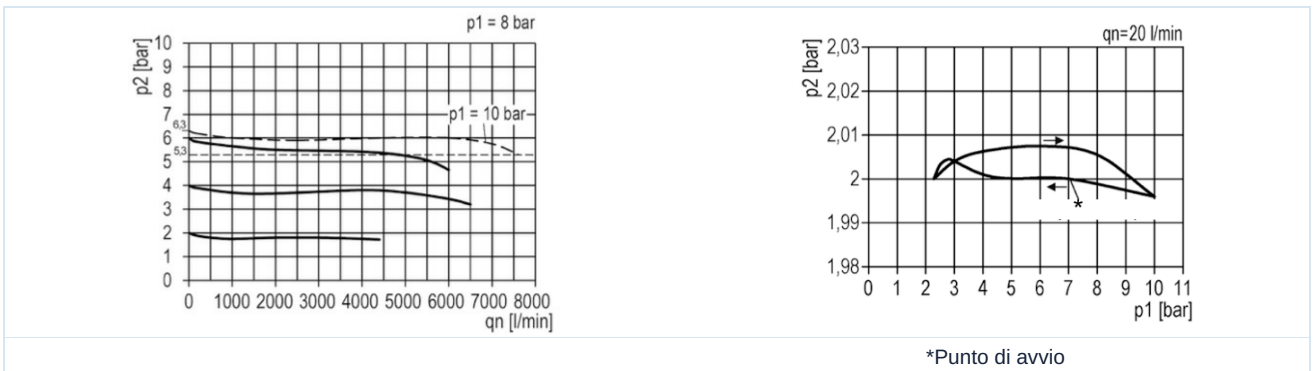 p1 = 8 bar
p2 [bar]
10
9
8
7
6,3
6
5,3
5
4
3
2
1
0
p1 = 10 bar
0 1000 2000 3000 4000 5000 6000 7000 8000
qn [l/min]
qn=20 l/min
p2 [bar]
2,03
2,02
2,01
2
1,99
1,98
*
0 1 2 3 4 5 6 7 8 9 10 11
p1 [bar]
*Punto di avvio